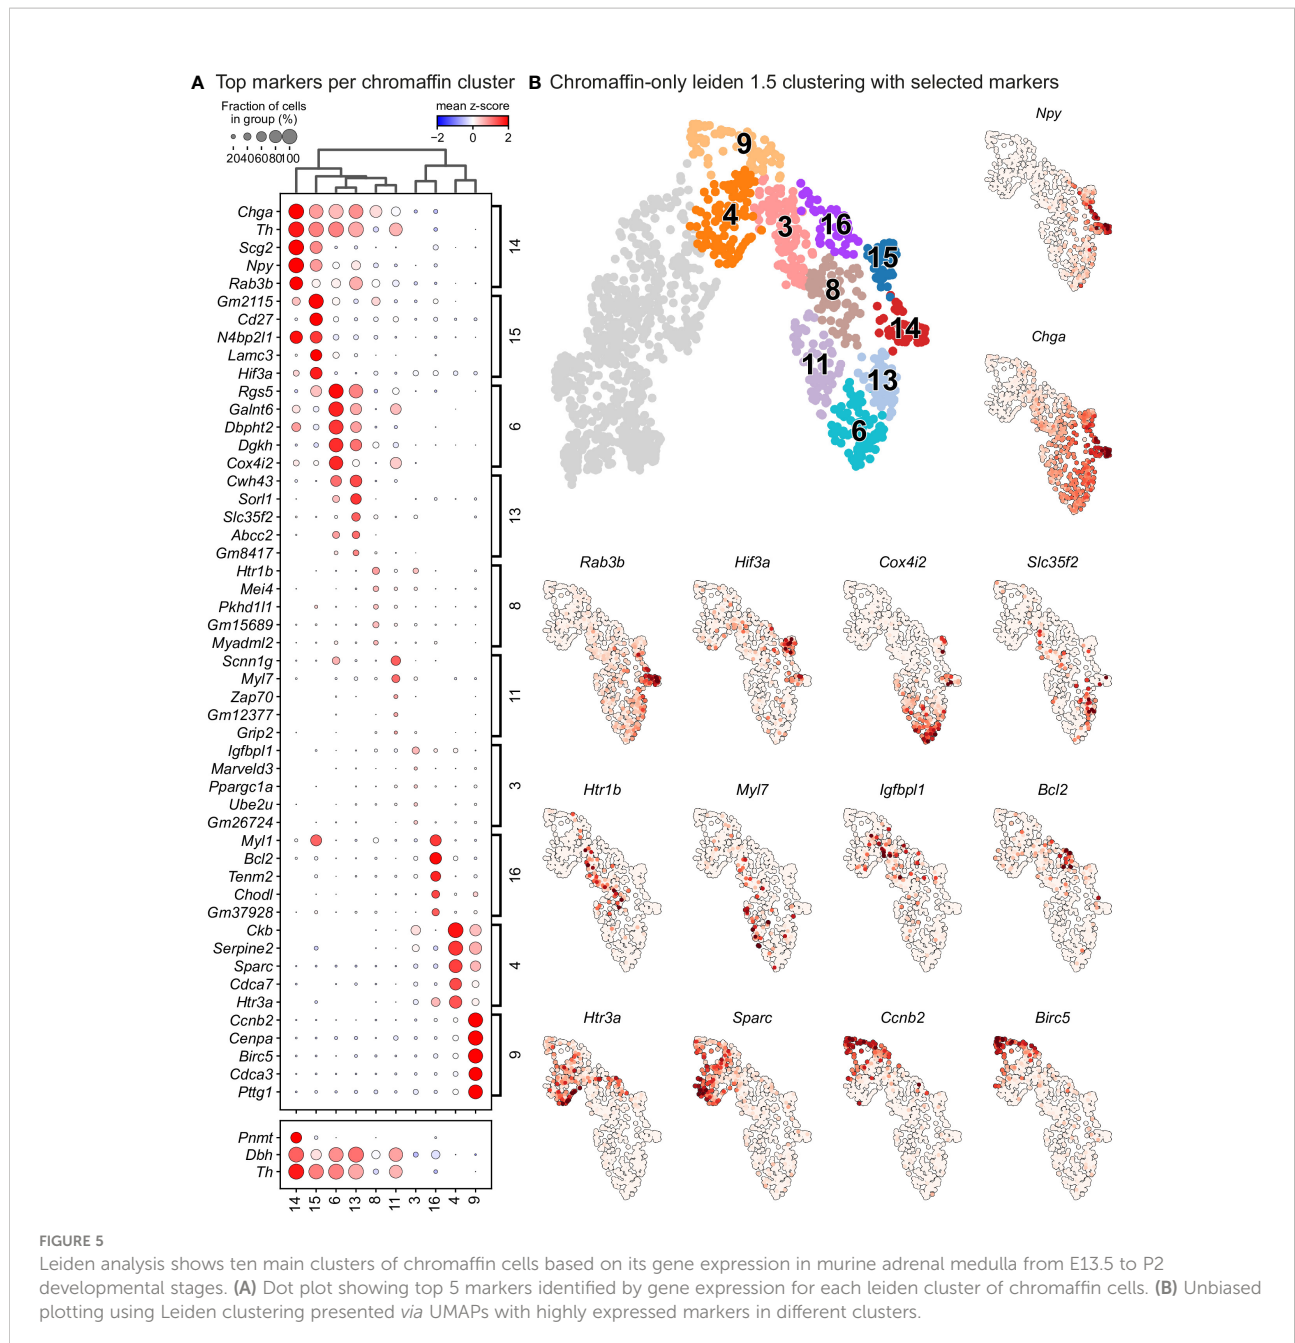 A Top markers per chromaffin cluster
Fraction of cells
in group (%)
20406080100
mean z-score
−2 0 2
Chga
Th
Scg2
Npy
Rab3b
14
Gm2115
Cd27
N4bp2l1
Lamc3
Hif3a
15
Rgs5
Galnt6
Dbpht2
Dgkh
Cox4i2
6
Cwh43
Sorl1
Slc35f2
Abcc2
Gm8417
13
Htr1b
Mei4
Pkhd1l1
Gm15689
Myadml2
8
Scnn1g
Myl7
Zap70
Gm12377
Grip2
11
Igfbpl1
Marveld3
Ppargc1a
Ube2u
Gm26724
3
Myl1
Bcl2
Tenm2
Chodl
Gm37928
16
Ckb
Serpine2
Sparc
Cdca7
Htr3a
4
Ccnb2
Cenpa
Birc5
Cdca3
Pttg1
9
Pnmt
Dbh
Th
14 15 6 13 8 11 3 16 4 9
B Chromaffin-only leiden 1.5 clustering with selected markers
9
4
3
16
15
8
14
11
13
6
Npy
Chga
Rab3b Hif3a Cox4i2 Slc35f2
Htr1b Myl7 Igfbpl1 Bcl2
Htr3a Sparc Ccnb2 Birc5
FIGURE 5
Leiden analysis shows ten main clusters of chromaffin cells based on its gene expression in murine adrenal medulla from E13.5 to P2
developmental stages. (A) Dot plot showing top 5 markers identified by gene expression for each leiden cluster of chromaffin cells. (B) Unbiased
plotting using Leiden clustering presented via UMAPs with highly expressed markers in different clusters.